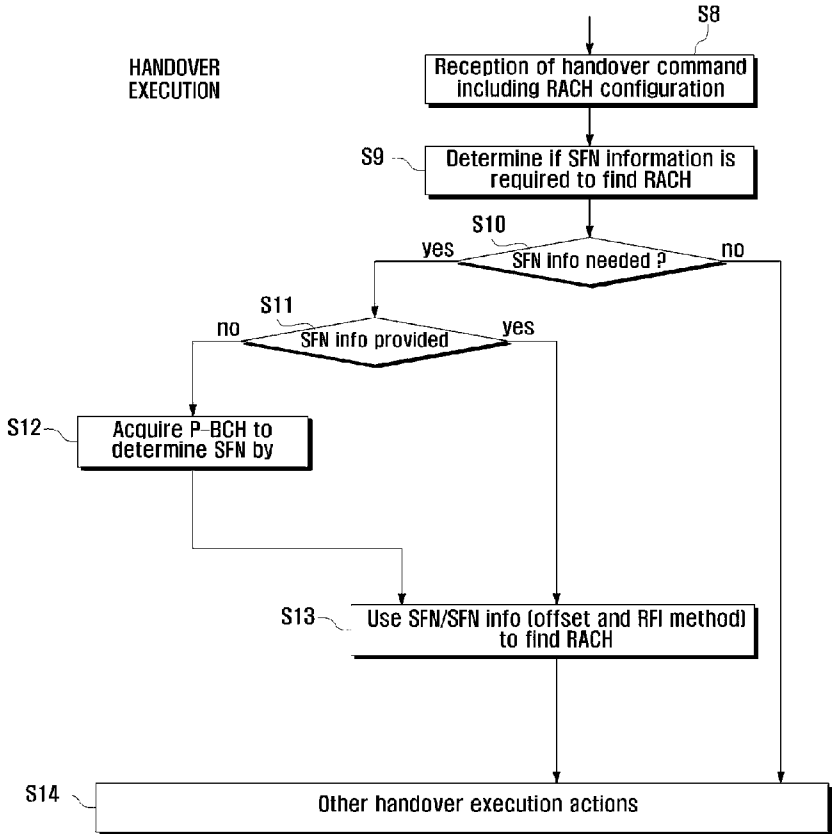 S8
HANDOVER
EXECUTION
Reception of handover command
including RACH configuration
S9
Determine if SFN information is
required to find RACH
S10
yes
SFN info needed ?
no
S11
no
SFN info provided
yes
S12
Acquire P-BCH to
determine SFN by
S13
Use SFN/SFN info (offset and RFI method)
to find RACH
S14
Other handover execution actions